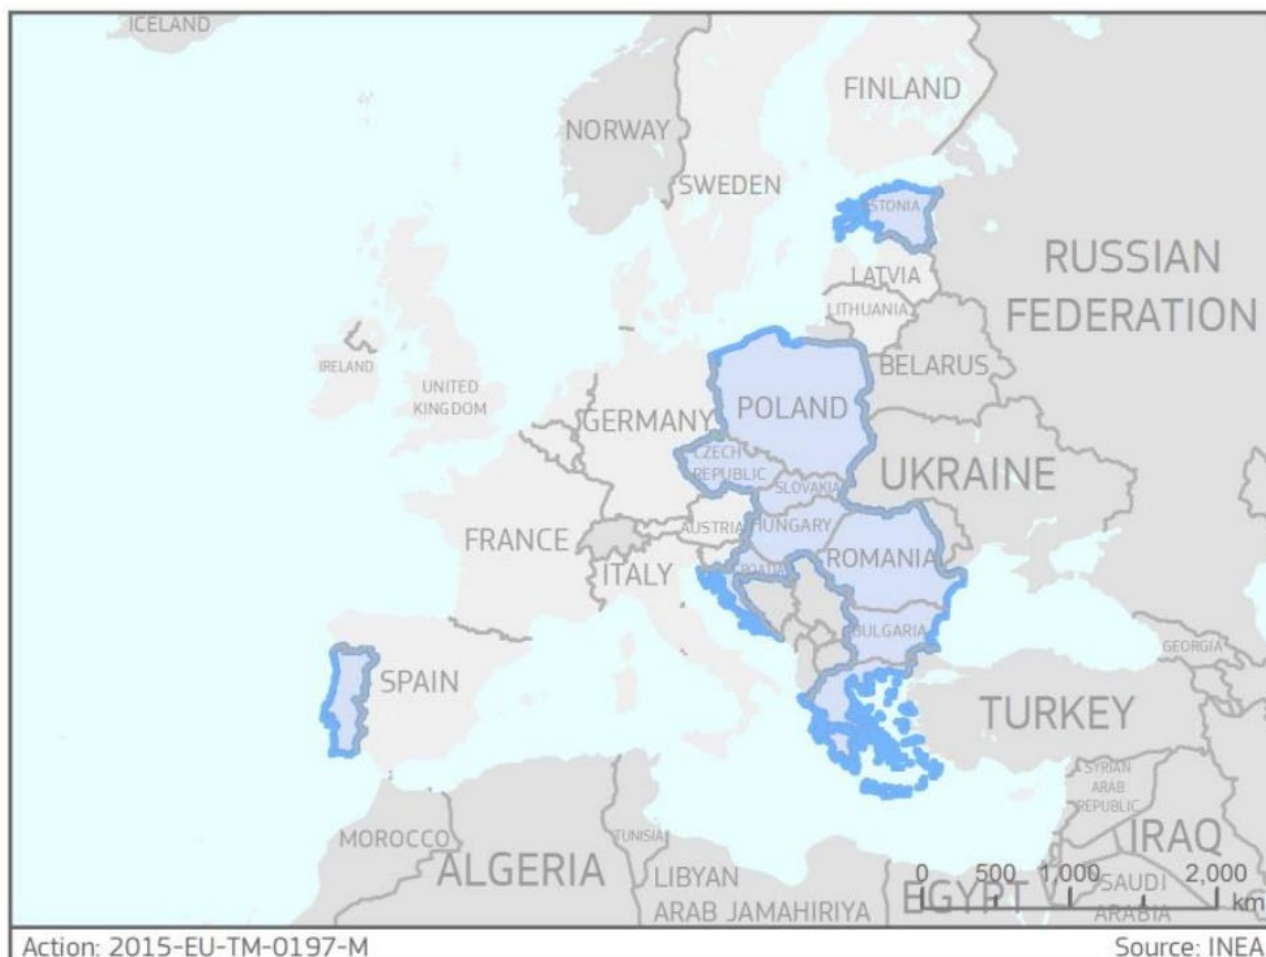 ICELAND
FINLAND
NORWAY
SWEDEN
STONIA
RUSSIAN
FEDERATION
LATVIA
LITHUANIA
BELARUS
IRELAND
UNITED
KINGDOM
GERMANY
POLAND
CZECH
REPUBLIC
UKRAINE
SLOVAKIA
AUSTRIA
HUNGARY
FRANCE
ITALY
ROMANIA
BULGARIA
GEORGIA
SPAIN
TURKEY
SYRIAN
ARAB
REPUBLIC
MOROCCO
ALGERIA
TUNISIA
IRAQ
LIBYAN
ARAB JAMAHIRIYA
EGYPT
SAUDI
ARABIA
0 500 1,000 2,000
km
Action: 2015-EU-TM-0197-M
Source: INEA